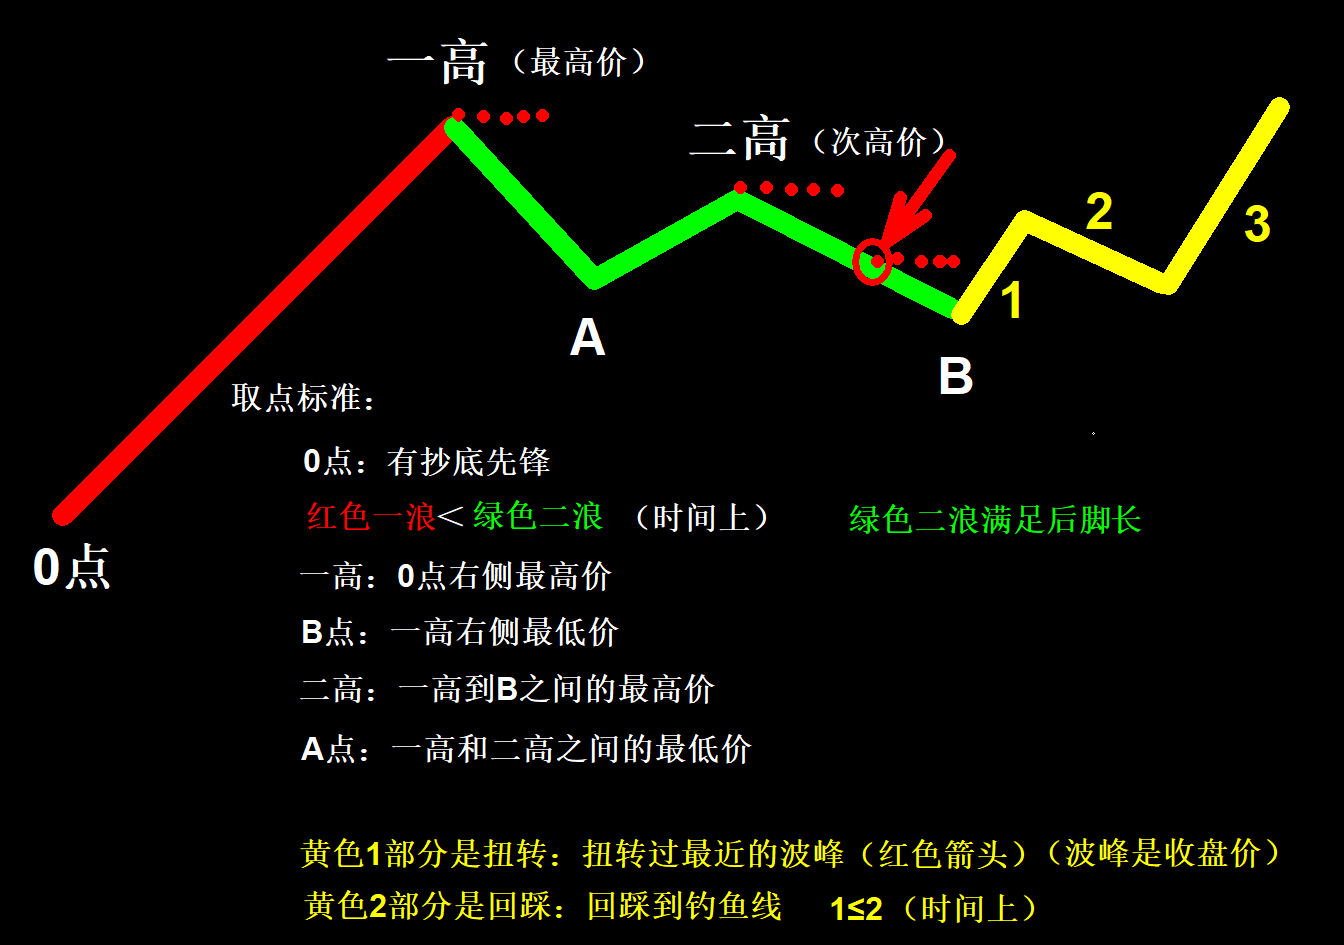 一高（最高价）
二高（次高价）
2
3
1
A
B
取点标准：
0点：有抄底先锋
红色一浪< 绿色二浪 （时间上） 绿色二浪满足后脚长
0点
一高：0点右侧最高价
B点：一高右侧最低价
二高：一高到B之间的最高价
A点：一高和二高之间的最低价
黄色1部分是扭转：扭转过最近的波峰（红色箭头）（波峰是收盘价）
黄色2部分是回踩：回踩到钓鱼线 1≤2（时间上）